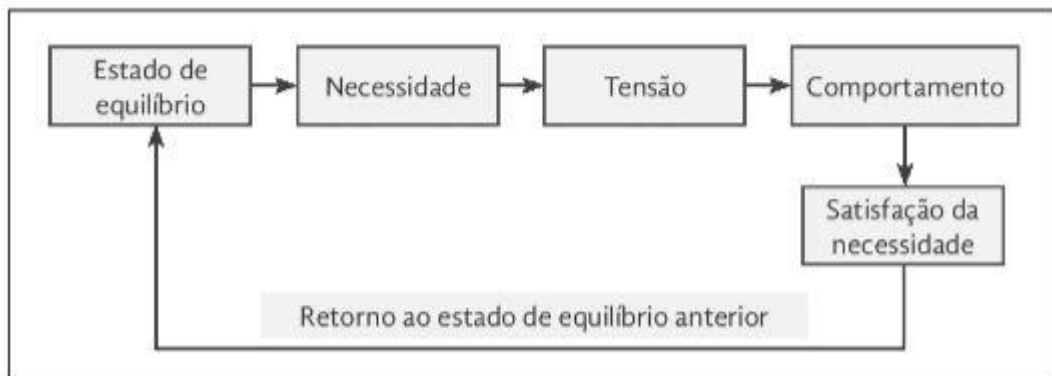 Estado de
equilíbrio
Necessidade
Tensão
Comportamento
Satisfação da
necessidade
Retorno ao estado de equilíbrio anterior